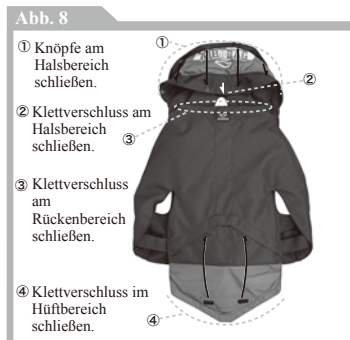 Abb. 8
① Knöpfe am
Halsbereich
schließen.
② Klettverschluss am
Halsbereich
schließen.
③ Klettverschluss
am
Rückenbereich
schließen.
④ Klettverschluss im
Hüftbereich
schließen.
①
②
③
④